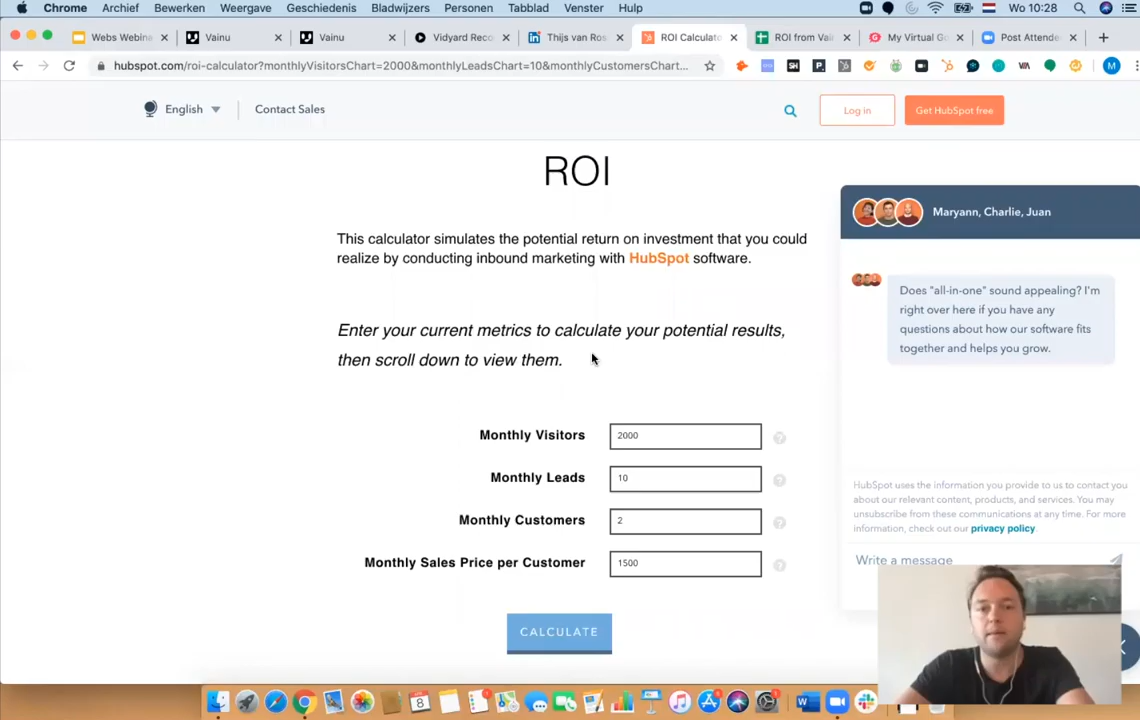 Chrome Archief Bewerken Weergave Geschiedenis Bladwijzers Personen Tabblad Venster Help Wo 10:28
Webs Webina Vainu Vainu Vidyard Reco Thijs van Ros ROI Calculato ROI from Vain My Virtual Go Post Attende
hubspot.com/roi-calculator?monthlyVisitorsChart=2000&monthlyLeadsChart=10&monthlyCustomersChart...
English Contact Sales Log in Get HubSpot free
ROI
Maryann, Charlie, Juan
This calculator simulates the potential return on investment that you could
realize by conducting inbound marketing with HubSpot software.
Does "all-in-one" sound appealing? I'm
right over here if you have any
questions about how our software fits
together and helps you grow.
Enter your current metrics to calculate your potential results,
then scroll down to view them.
Monthly Visitors 2000 ?
Monthly Leads 10 ?
Monthly Customers 2 ?
Monthly Sales Price per Customer 1500 ?
CALCULATE
HubSpot uses the information you provide to us to contact you
about our relevant content, products, and services. You may
unsubscribe from these communications at any time. For more
information, check out our privacy policy.
Write a message
8